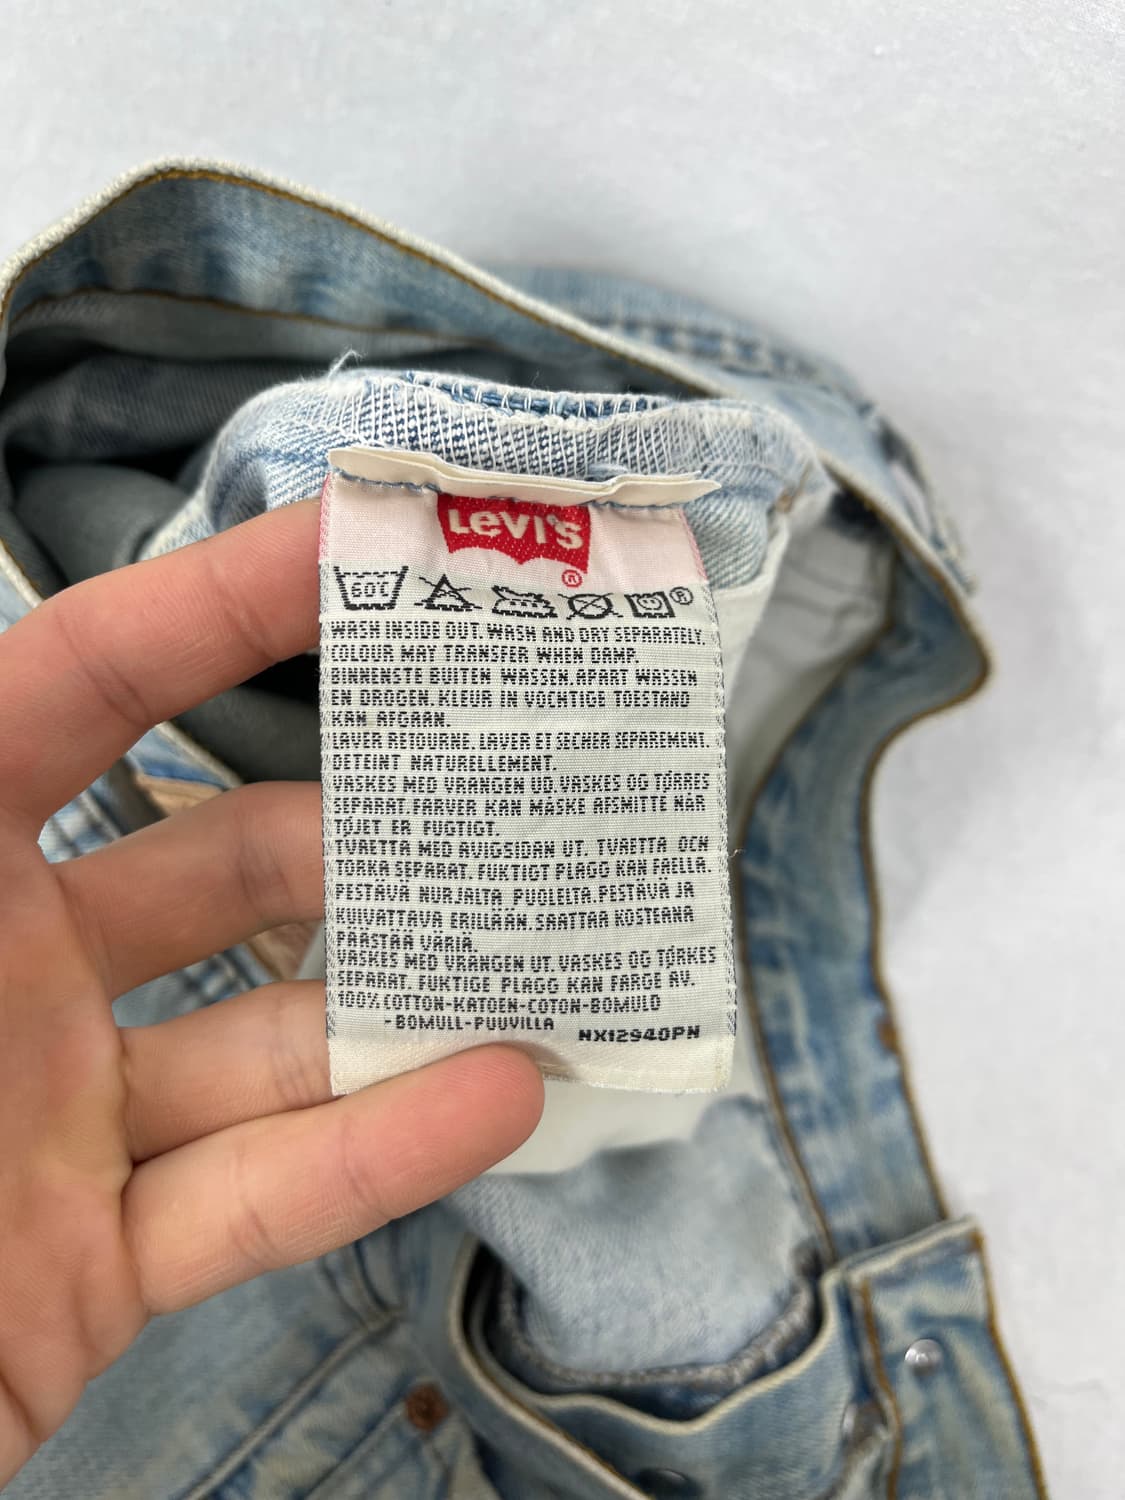 LEVI'S
®
60°C
®
WASH INSIDE OUT. WASH AND DRY SEPARATELY.
COLOUR MAY TRANSFER WHEN DAMP.
BINNENSTE BUITEN WASSEN. APART WASSEN
EN DROGEN. KLEUR IN VOCHTIGE TOESTAND
KAN AFGAAN.
LAVER RETOURNE. LAVER ET SECHER SEPAREMENT.
DETEINT NATURELLEMENT.
VASKES MED VRANGEN UD. VASKES OG TØRRES
SEPARAT. FARVER KAN MÅSKE AFSMITTE NÅR
TØJET ER FUGTIGT.
TVAETTA MED AVIGSIDAN UT. TVAETTA OCH
TORKA SEPARAT. FUKTIGT PLAGG KAN FAELLA.
PESTÄVÄ NURJALTA PUOLELTA. PESTÄVÄ JA
KUIVATTAVA ERILLÄÄN. SAATTAA KOSTEANA
PÄÄSTÄÄ VÄRIÄ.
VASKES MED VRANGEN UT. VASKES OG TØRKES
SEPARAT. FUKTIGE PLAGG KAN FARGE AV.
100% COTTON-KATOEN-COTON-BOMULD
-BOMULL-PUUVILLA
NX12940PN